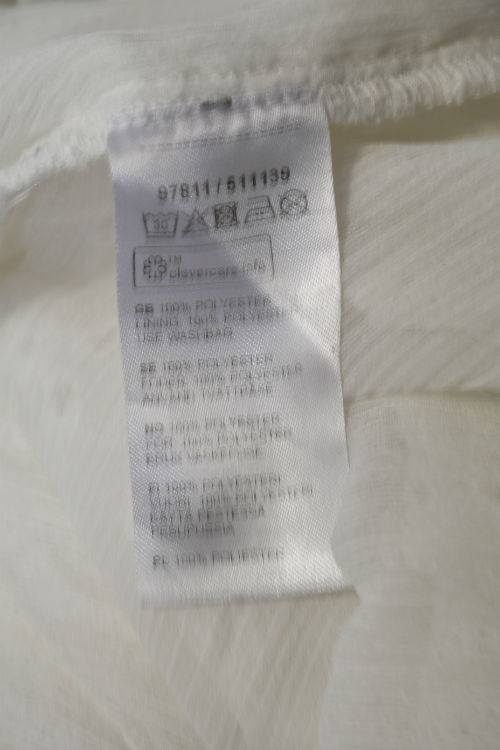 97811 / 511139
30
clevercare.info
GB 100% POLYESTER
LINING 100% POLYESTER
USE WASHBAG
SE 100% POLYESTER
FODER 100% POLYESTER
ANVÄND TVÄTTPÅSE
NO 100% POLYESTER
FOR 100% POLYESTER
BRUK VASKEPOSE
FI 100% POLYESTERI
VUORI 100% POLYESTERI
KÄYTÄ PESTESSÄ
PESUPUSSIA
PL 100% POLIESTER